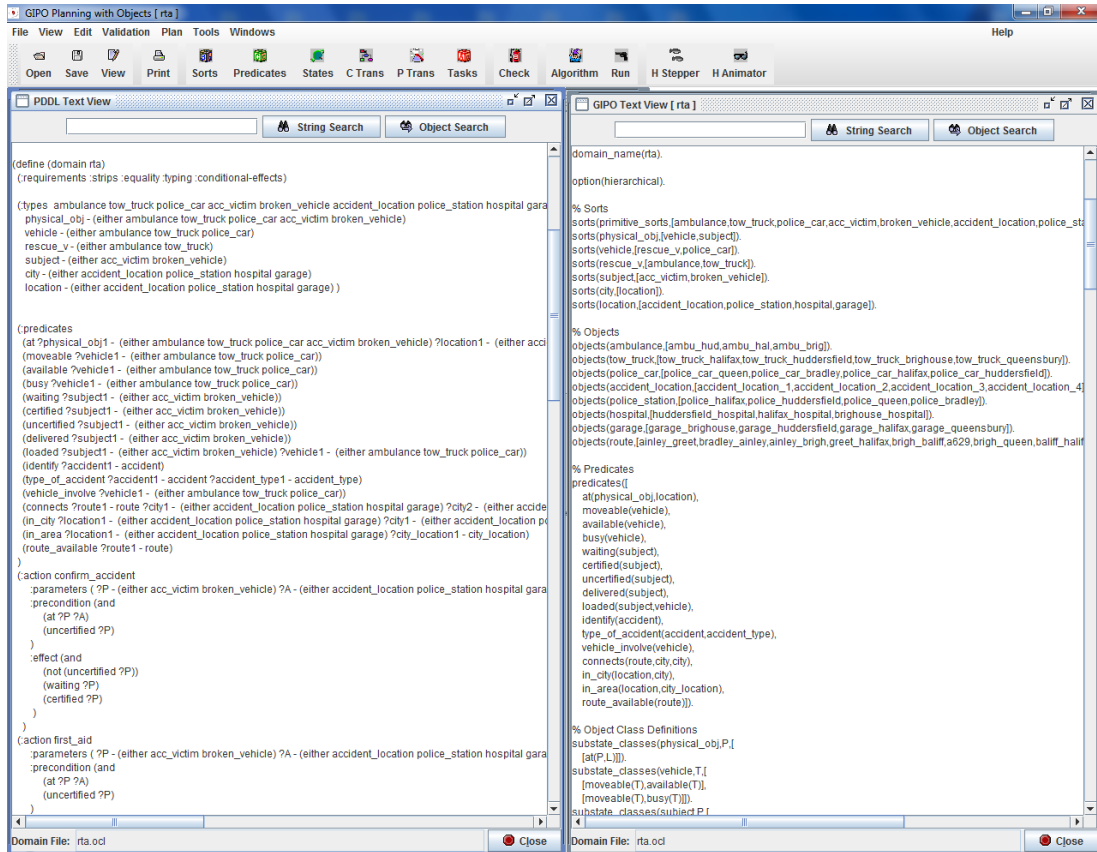 GIPO Planning with Objects [ rta ]
File View Edit Validation Plan Tools Windows Help
Open Save View Print Sorts Predicates States C Trans P Trans Tasks Check Algorithm Run H Stepper H Animator
PDDL Text View
String Search Object Search
(define (domain rta)
(:requirements :strips :equality :typing :conditional-effects)
(:types ambulance tow_truck police_car acc_victim broken_vehicle accident_location police_station hospital gara
physical_obj - (either ambulance tow_truck police_car acc_victim broken_vehicle)
vehicle - (either ambulance tow_truck police_car)
rescue_v - (either ambulance tow_truck)
subject - (either acc_victim broken_vehicle)
city - (either accident_location police_station hospital garage)
location - (either accident_location police_station hospital garage) )
(:predicates
(at ?physical_obj1 - (either ambulance tow_truck police_car acc_victim broken_vehicle) ?location1 - (either acci
(moveable ?vehicle1 - (either ambulance tow_truck police_car))
(available ?vehicle1 - (either ambulance tow_truck police_car))
(busy ?vehicle1 - (either ambulance tow_truck police_car))
(waiting ?subject1 - (either acc_victim broken_vehicle))
(certified ?subject1 - (either acc_victim broken_vehicle))
(uncertified ?subject1 - (either acc_victim broken_vehicle))
(delivered ?subject1 - (either acc_victim broken_vehicle))
(loaded ?subject1 - (either acc_victim broken_vehicle) ?vehicle1 - (either ambulance tow_truck police_car))
(identify ?accident1 - accident)
(type_of_accident ?accident1 - accident ?accident_type1 - accident_type)
(vehicle_involve ?vehicle1 - (either ambulance tow_truck police_car))
(connects ?route1 - route ?city1 - (either accident_location police_station hospital garage) ?city2 - (either accide
(in_city ?location1 - (either accident_location police_station hospital garage) ?city1 - (either accident_location po
(in_area ?location1 - (either accident_location police_station hospital garage) ?city_location1 - city_location)
(route_available ?route1 - route)
)
(:action confirm_accident
:parameters ( ?P - (either acc_victim broken_vehicle) ?A - (either accident_location police_station hospital gara
:precondition (and
(at ?P ?A)
(uncertified ?P)
)
:effect (and
(not (uncertified ?P))
(waiting ?P)
(certified ?P)
)
)
(:action first_aid
:parameters ( ?P - (either acc_victim broken_vehicle) ?A - (either accident_location police_station hospital gara
:precondition (and
(at ?P ?A)
(uncertified ?P)
)
Domain File: rta.ocl Close
GIPO Text View [ rta ]
String Search Object Search
domain_name(rta).
option(hierarchical).
% Sorts
sorts(primitive_sorts,[ambulance,tow_truck,police_car,acc_victim,broken_vehicle,accident_location,police_sta
sorts(physical_obj,[vehicle,subject]).
sorts(vehicle,[rescue_v,police_car]).
sorts(rescue_v,[ambulance,tow_truck]).
sorts(subject,[acc_victim,broken_vehicle]).
sorts(city,[location]).
sorts(location,[accident_location,police_station,hospital,garage]).
% Objects
objects(ambulance,[ambu_hud,ambu_hal,ambu_brig]).
objects(tow_truck,[tow_truck_halifax,tow_truck_huddersfield,tow_truck_brighouse,tow_truck_queensbury]).
objects(police_car,[police_car_queen,police_car_bradley,police_car_halifax,police_car_huddersfield]).
objects(accident_location,[accident_location_1,accident_location_2,accident_location_3,accident_location_4]
objects(police_station,[police_halifax,police_huddersfield,police_queen,police_bradley]).
objects(hospital,[huddersfield_hospital,halifax_hospital,brighouse_hospital]).
objects(garage,[garage_brighouse,garage_huddersfield,garage_halifax,garage_queensbury]).
objects(route,[ainley_greet,bradley_ainley,ainley_brigh,greet_halifax,brigh_baliff,a629,brigh_queen,baliff_halif
% Predicates
predicates([
at(physical_obj,location),
moveable(vehicle),
available(vehicle),
busy(vehicle),
waiting(subject),
certified(subject),
uncertified(subject),
delivered(subject),
loaded(subject,vehicle),
identify(accident),
type_of_accident(accident,accident_type),
vehicle_involve(vehicle),
connects(route,city,city),
in_city(location,city),
in_area(location,city_location),
route_available(route)]).
% Object Class Definitions
substate_classes(physical_obj,P,[
[at(P,L)]]).
substate_classes(vehicle,T,[
[moveable(T),available(T)],
[moveable(T),busy(T)]]).
substate_classes(subject,P,[
Domain File: rta.ocl Close